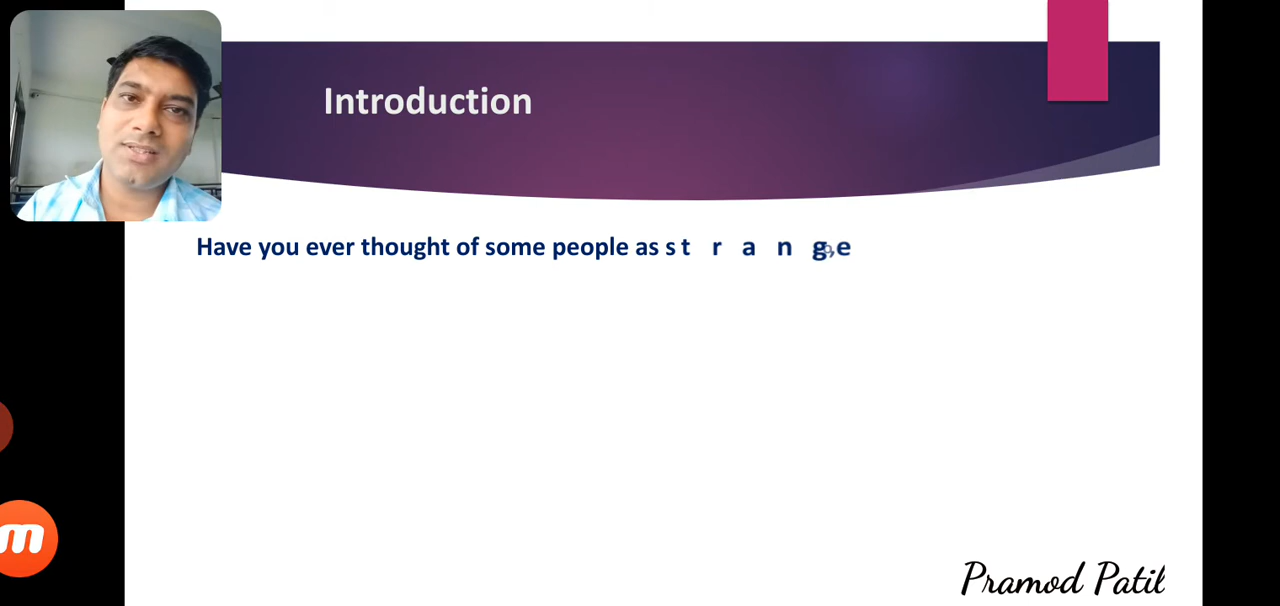 Introduction
Have you ever thought of some people as s t r a n g e
m
Pramod Patil